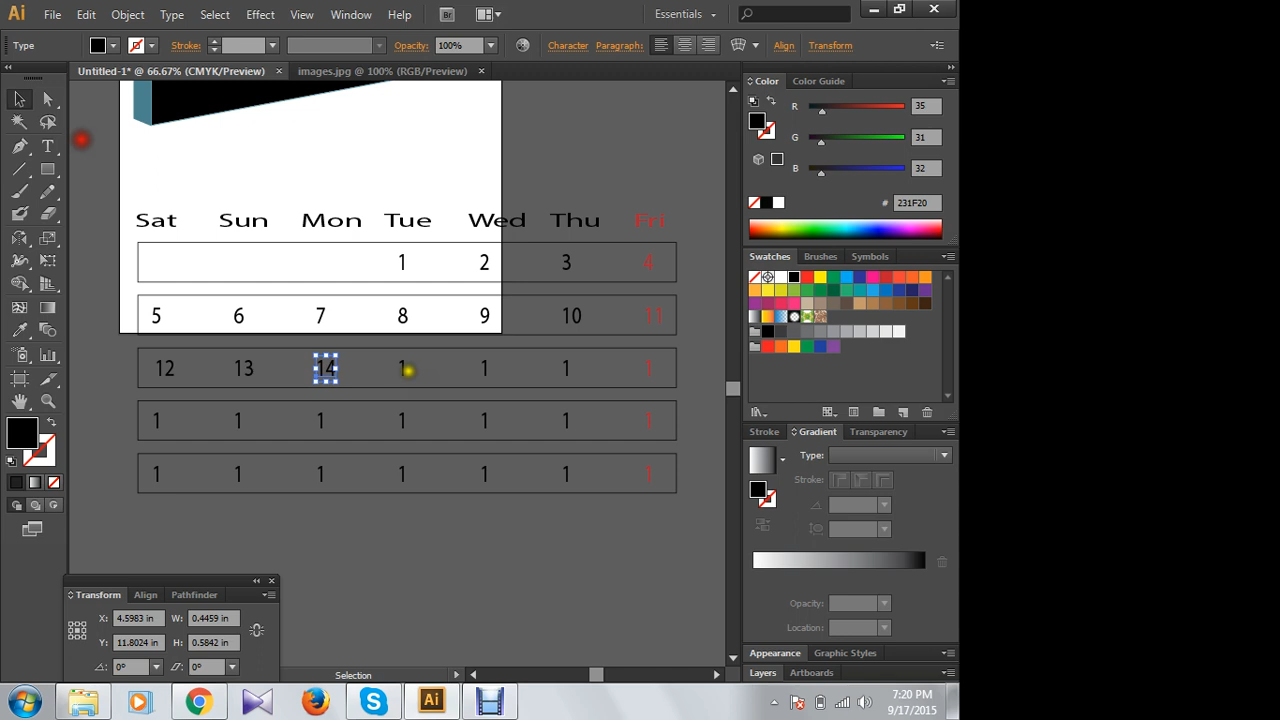 Ai File Edit Object Type Select Effect View Window Help Br Essentials
Type Stroke: Opacity: 100% Character Paragraph: Align Transform
Untitled-1* @ 66.67% (CMYK/Preview) × images.jpg @ 100% (RGB/Preview) ×
Color Color Guide
R 35
G 31
B 32
# 231F20
Sat Sun Mon Tue Wed Thu Fri
1 2 3 4
5 6 7 8 9 10 11
12 13 14 1 1 1 1
1 1 1 1 1 1 1
1 1 1 1 1 1 1
Swatches Brushes Symbols
Stroke Gradient Transparency
Type:
Stroke:
Opacity:
Location:
Appearance Graphic Styles
Layers Artboards
Transform Align Pathfinder
X: 4.5983 in W: 0.4459 in
Y: 11.8024 in H: 0.5842 in
0° 0°
Selection
Ai
7:20 PM
9/17/2015